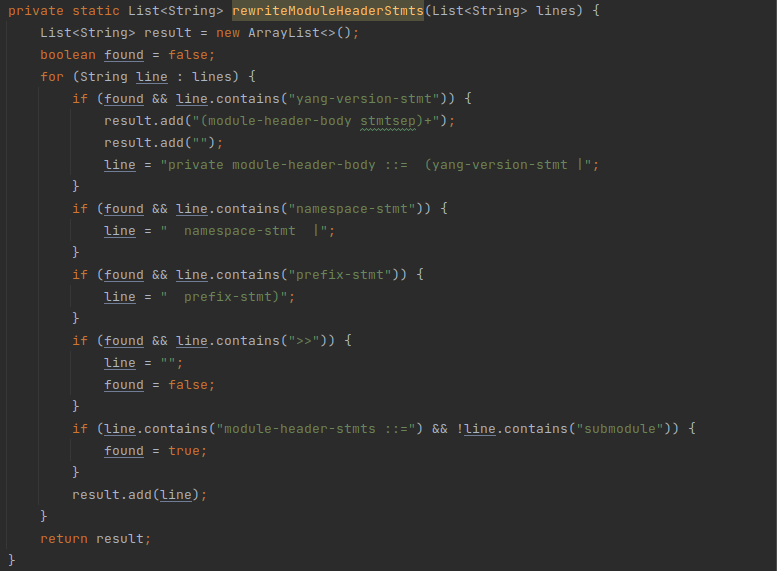 private static List<String> rewriteModuleHeaderStmts(List<String> lines) {
    List<String> result = new ArrayList<>();
    boolean found = false;
    for (String line : lines) {
        if (found && line.contains("yang-version-stmt")) {
            result.add("(module-header-body stmtsep)+");
            result.add("");
            line = "private module-header-body ::=  (yang-version-stmt |";
        }
        if (found && line.contains("namespace-stmt")) {
            line = "  namespace-stmt  |";
        }
        if (found && line.contains("prefix-stmt")) {
            line = "  prefix-stmt)";
        }
        if (found && line.contains(">>")) {
            line = "";
            found = false;
        }
        if (line.contains("module-header-stmts ::=") && !line.contains("submodule")) {
            found = true;
        }
        result.add(line);
    }
    return result;
}